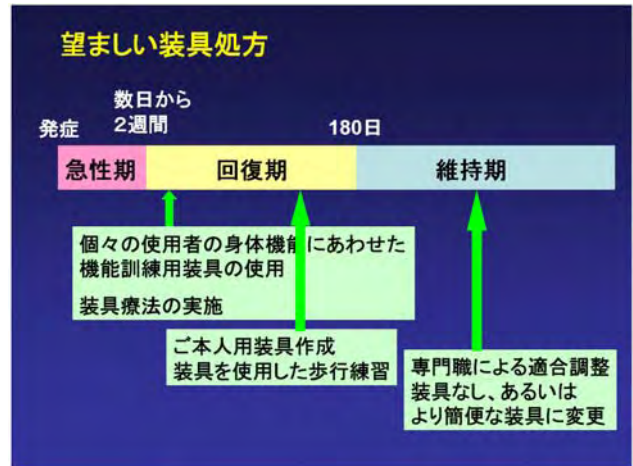 望ましい装具処方
数日から
発症 2週間 180日
急性期 回復期 維持期
個々の使用者の身体機能にあわせた
機能訓練用装具の使用
装具療法の実施
ご本人用装具作成
装具を使用した歩行練習
専門職による適合調整
装具なし、あるいは
より簡便な装具に変更